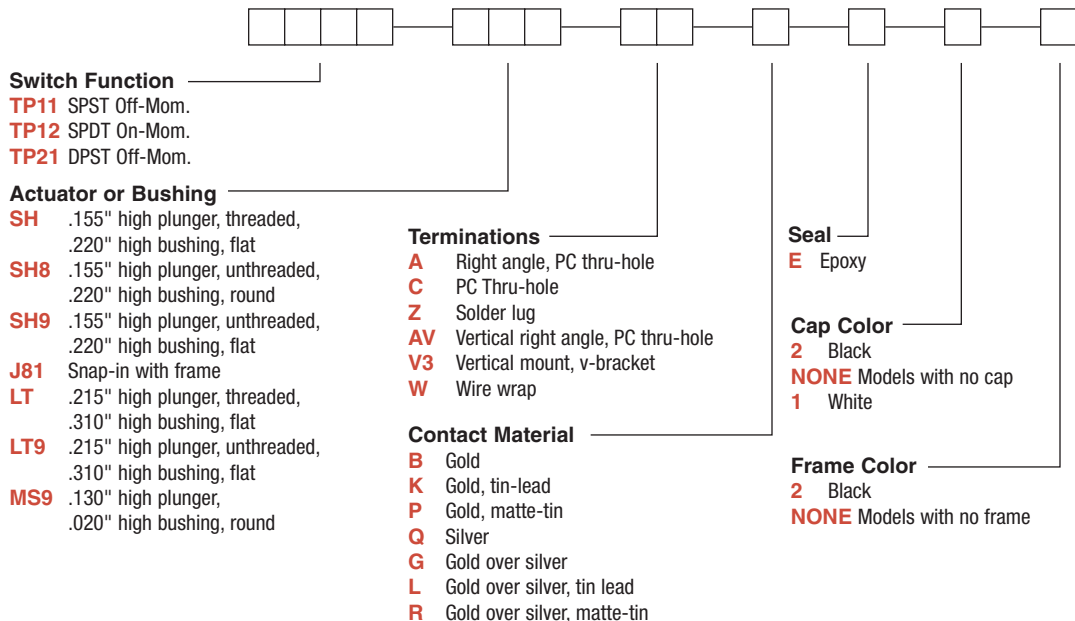 Switch Function
TP11 SPST Off-Mom.
TP12 SPDT On-Mom.
TP21 DPST Off-Mom.
Actuator or Bushing
SH .155" high plunger, threaded,
.220" high bushing, flat
SH8 .155" high plunger, unthreaded,
.220" high bushing, round
SH9 .155" high plunger, unthreaded,
.220" high bushing, flat
J81 Snap-in with frame
LT .215" high plunger, threaded,
.310" high bushing, flat
LT9 .215" high plunger, unthreaded,
.310" high bushing, flat
MS9 .130" high plunger,
.020" high bushing, round
Terminations
A Right angle, PC thru-hole
C PC Thru-hole
Z Solder lug
AV Vertical right angle, PC thru-hole
V3 Vertical mount, v-bracket
W Wire wrap
Contact Material
B Gold
K Gold, tin-lead
P Gold, matte-tin
Q Silver
G Gold over silver
L Gold over silver, tin lead
R Gold over silver, matte-tin
Seal
E Epoxy
Cap Color
2 Black
NONE Models with no cap
1 White
Frame Color
2 Black
NONE Models with no frame